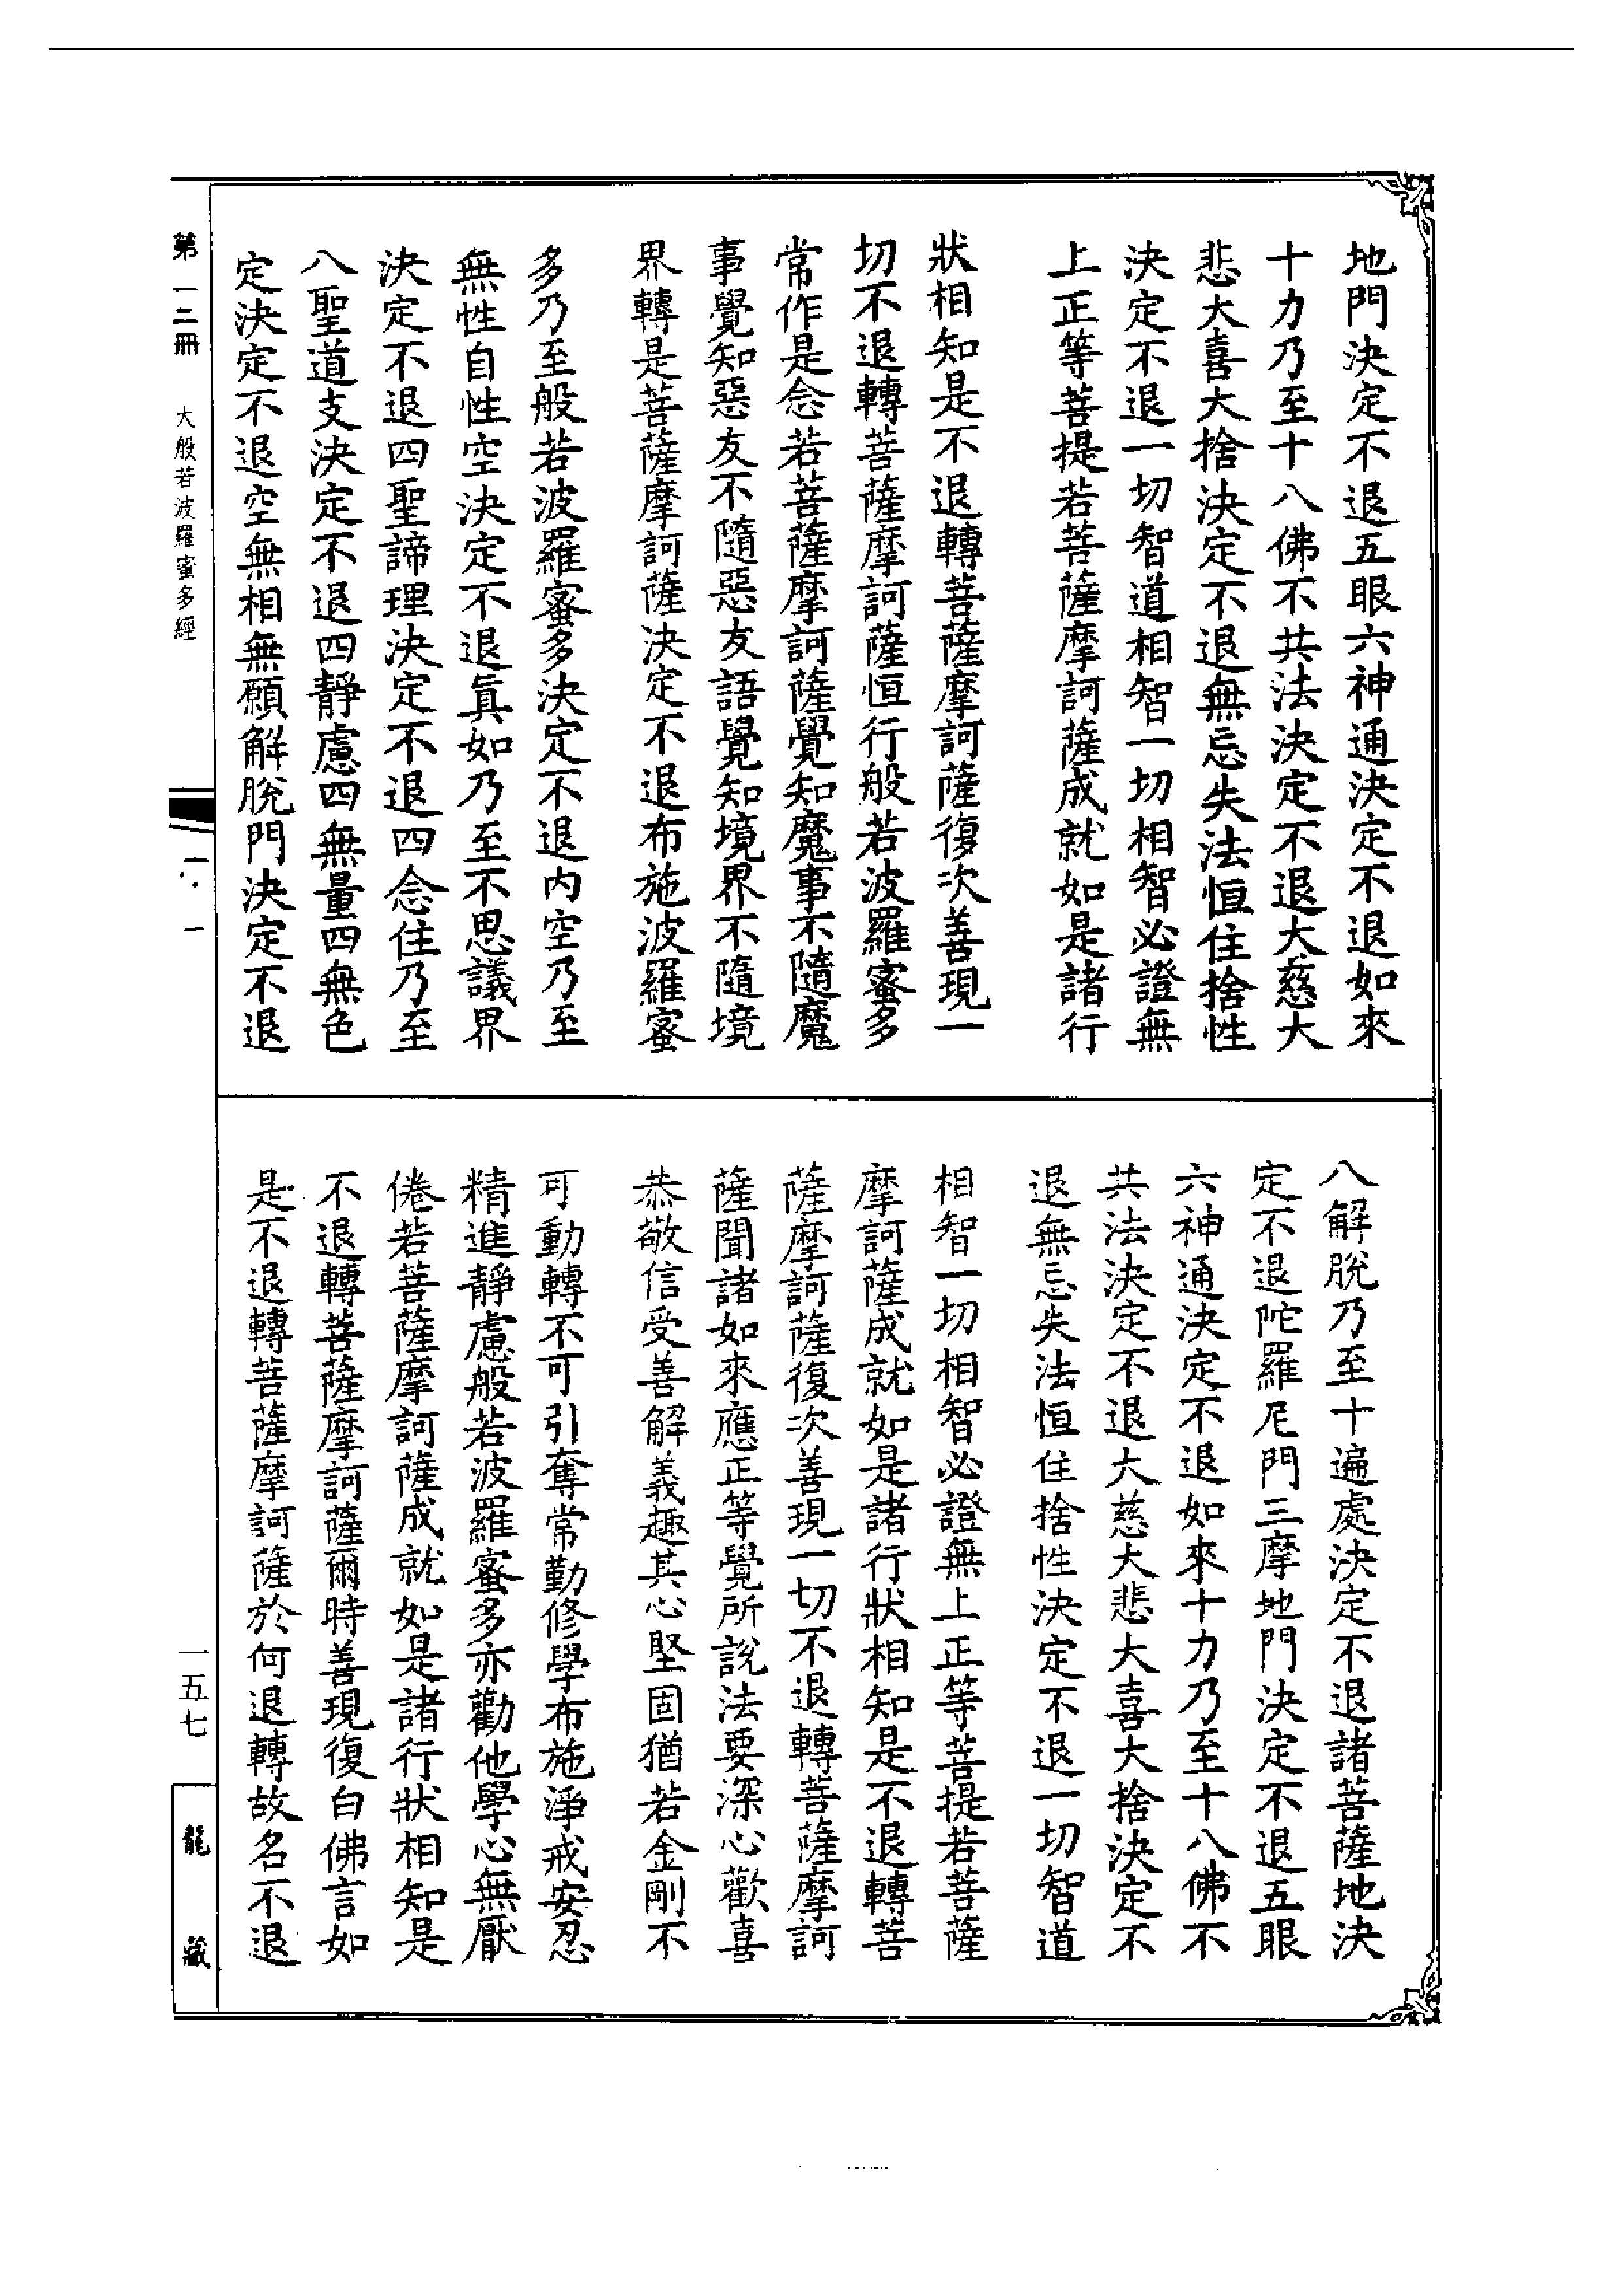 地門決定不退五眼六神通決定不退如來
十力乃至十八佛不共法決定不退大慈大
悲大喜大捨決定不退無忘失法恒住捨性
決定不退一切智道相智一切相智必證無
上正等菩提若菩薩摩訶薩成就如是諸行
狀相知是不退轉菩薩摩訶薩復次善現一
切不退轉菩薩摩訶薩恒行般若波羅蜜多
常作是念若菩薩摩訶薩覺知魔事不隨魔
事覺知惡友不隨惡友語覺知境界不隨境
界轉是菩薩摩訶薩決定不退布施波羅蜜
多乃至般若波羅蜜多決定不退內空乃至
無性自性空決定不退真如乃至不思議界
決定不退四聖諦理決定不退四念住乃至
八聖道支決定不退四靜慮四無量四無色
定決定不退空無相無願解脫門決定不退
八解脫乃至十遍處決定不退諸菩薩地決
定不退陀羅尼門三摩地門決定不退五眼
六神通決定不退如來十力乃至十八佛不
共法決定不退大慈大悲大喜大捨決定不
退無忘失法恒住捨性決定不退一切智道
相智一切相智必證無上正等菩提若菩薩
摩訶薩成就如是諸行狀相知是不退轉菩
薩摩訶薩復次善現一切不退轉菩薩摩訶
薩聞諸如來應正等覺所說法要深心歡喜
恭敬信受善解義趣其心堅固猶若金剛不
可動轉不可引奪常勤修學布施淨戒安忍
精進靜慮般若波羅蜜多亦勸他學心無厭
倦若菩薩摩訶薩成就如是諸行狀相知是
不退轉菩薩摩訶薩爾時善現復白佛言如
是不退轉菩薩摩訶薩於何退轉故名不退
第一二冊 大般若波羅蜜多經
一五七
龍藏